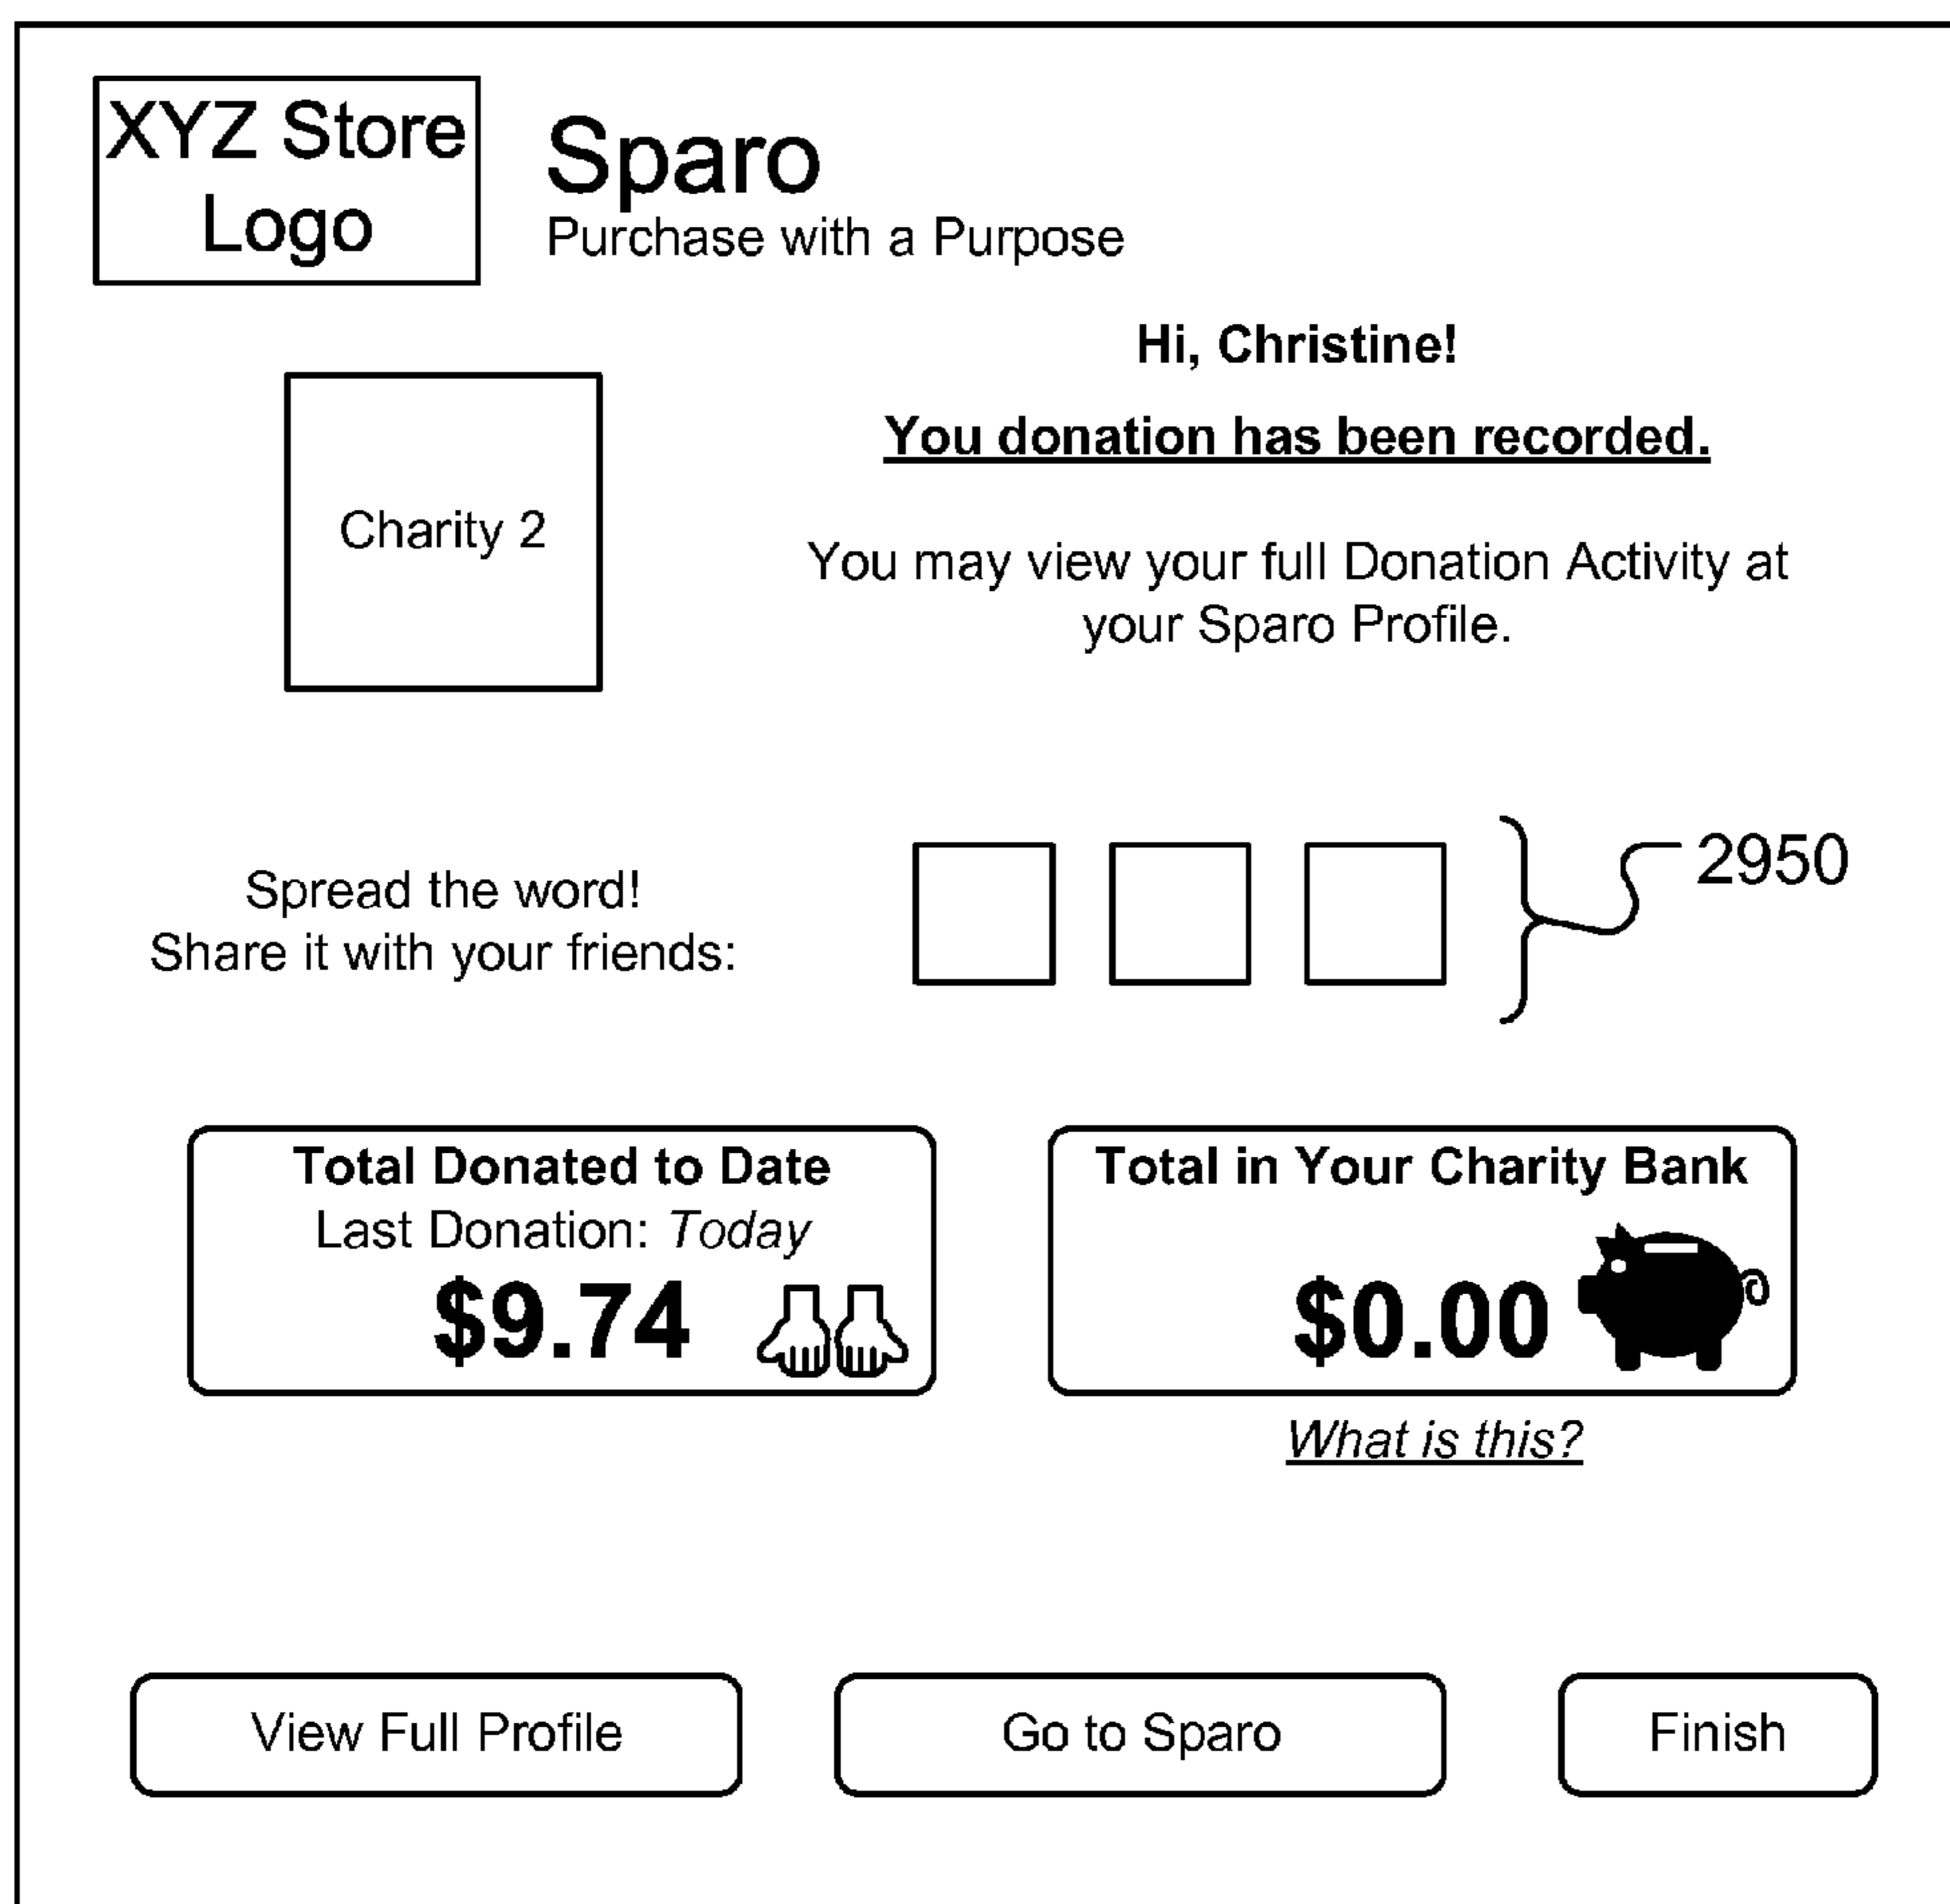 XYZ Store
Logo
Sparo
Purchase with a Purpose
Hi, Christine!
You donation has been recorded.
Charity 2
You may view your full Donation Activity at
your Sparo Profile.
Spread the word!
Share it with your friends:
2950
Total Donated to Date
Last Donation: Today
$9.74
Total in Your Charity Bank
$0.00
What is this?
View Full Profile
Go to Sparo
Finish